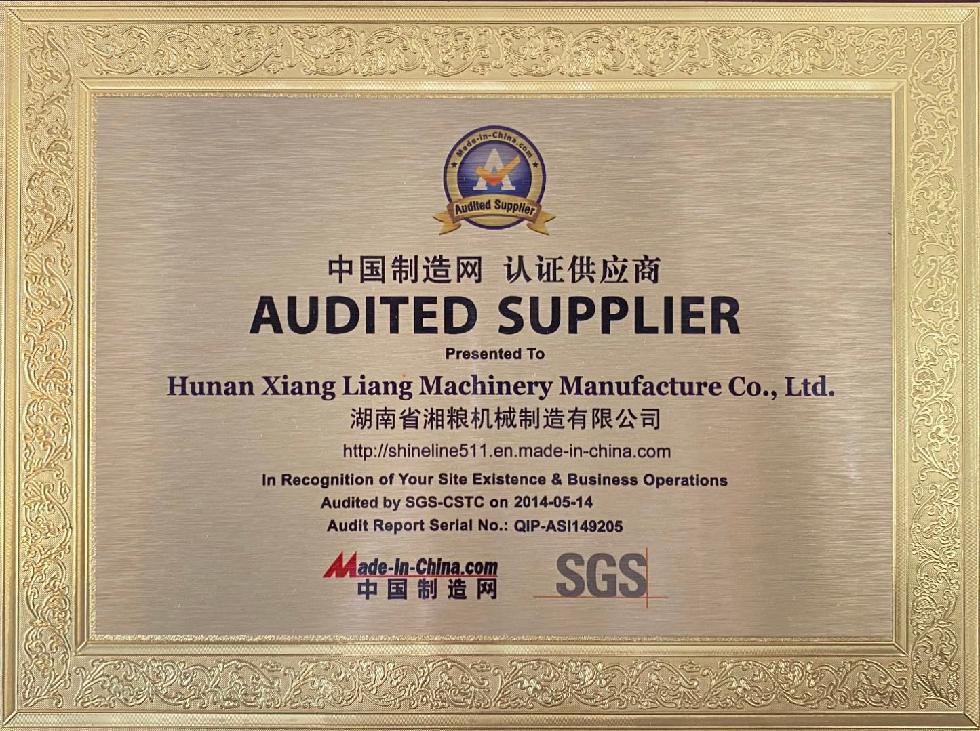 Made-in-China.com
Audited Supplier
中国制造网 认证供应商
AUDITED SUPPLIER
Presented To
Hunan Xiang Liang Machinery Manufacture Co., Ltd.
湖南省湘粮机械制造有限公司
http://shineline511.en.made-in-china.com
In Recognition of Your Site Existence & Business Operations
Audited by SGS-CSTC on 2014-05-14
Audit Report Serial No.: QIP-ASI149205
Made-in-China.com
中国制造网
SGS